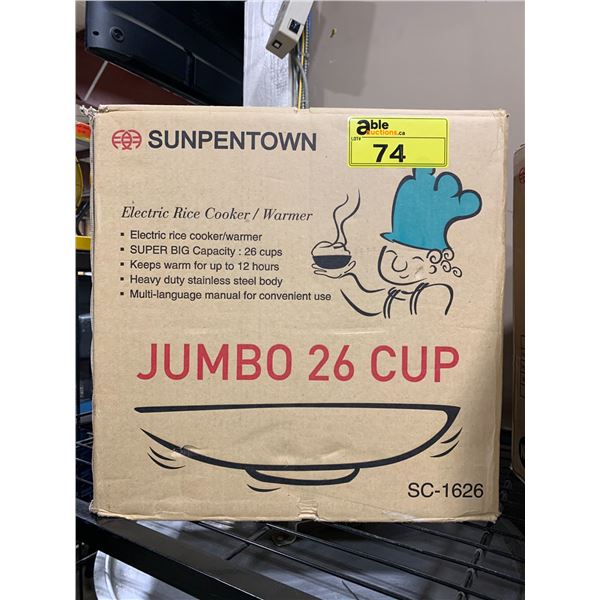 SUNPENTOWN
able
auctions.ca
LOT#
74
Electric Rice Cooker / Warmer
• Electric rice cooker/warmer
• SUPER BIG Capacity : 26 cups
• Keeps warm for up to 12 hours
• Heavy duty stainless steel body
• Multi-language manual for convenient use
JUMBO 26 CUP
SC-1626